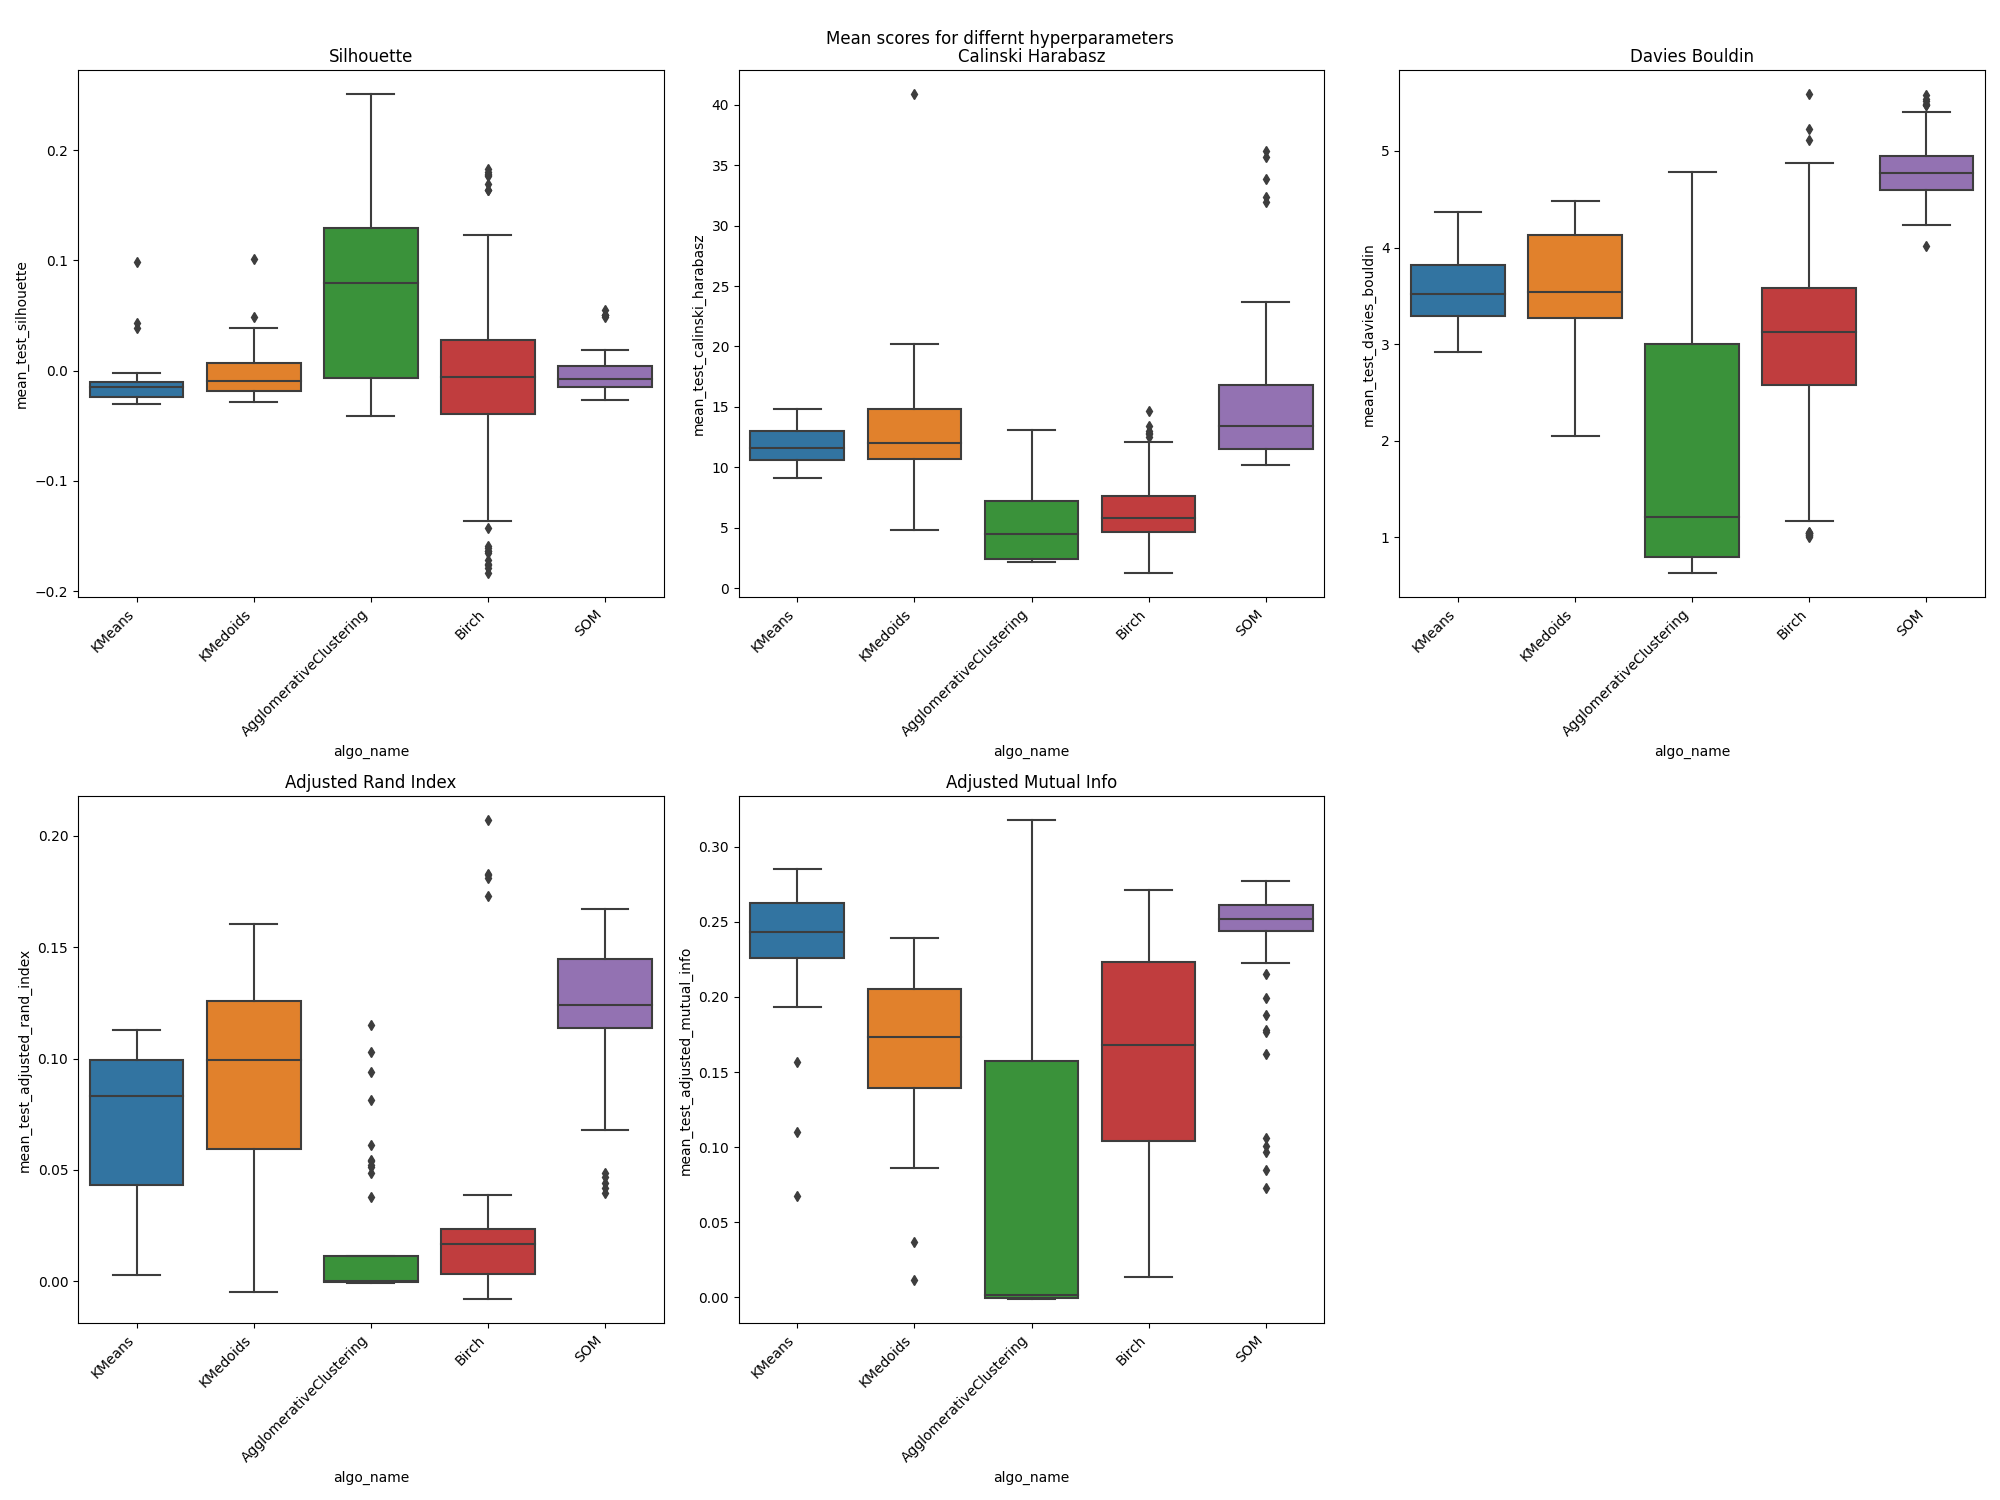 Mean scores for differnt hyperparameters
Silhouette
mean_test_silhouette
0.2
0.1
0.0
−0.1
−0.2
KMeans
KMedoids
AgglomerativeClustering
Birch
SOM
algo_name
Calinski Harabasz
mean_test_calinski_harabasz
40
35
30
25
20
15
10
5
0
KMeans
KMedoids
AgglomerativeClustering
Birch
SOM
algo_name
Davies Bouldin
mean_test_davies_bouldin
5
4
3
2
1
KMeans
KMedoids
AgglomerativeClustering
Birch
SOM
algo_name
Adjusted Rand Index
mean_test_adjusted_rand_index
0.20
0.15
0.10
0.05
0.00
KMeans
KMedoids
AgglomerativeClustering
Birch
SOM
algo_name
Adjusted Mutual Info
mean_test_adjusted_mutual_info
0.30
0.25
0.20
0.15
0.10
0.05
0.00
KMeans
KMedoids
AgglomerativeClustering
Birch
SOM
algo_name